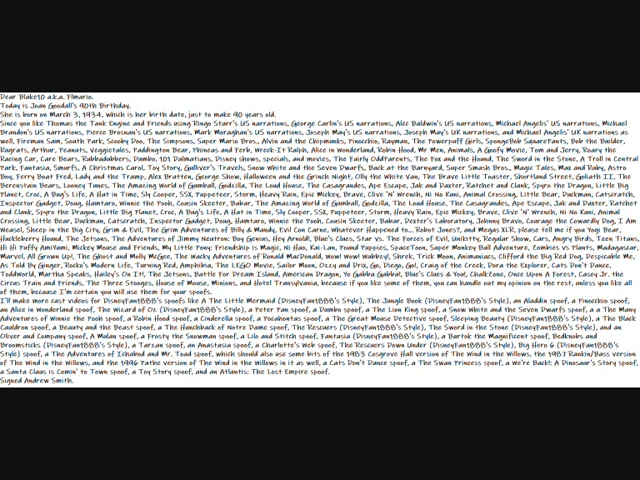 Dear Blake10 a.k.a. Flmario.
Today is Joan Goodall's 90th Birthday.
She is born on March 3, 1934, which is her birth date, just to make 90 years old.
Since you like Thomas the Tank Engine and Friends using Ringo Starr's US narrations, George Carlin's US narrations, Alec Baldwin's US narrations, Michael Angelis' US narrations, Michael
Brandon's US narrations, Pierce Brosnan's US narrations, Mark Moraghan's US narrations, Joseph May's US narrations, Joseph May's UK narrations, and Michael Angelis' UK narrations as
well, Fireman Sam, South Park, Scooby Doo, The Simpsons, Super Mario Bros., Alvin and the Chipmunks, Pinocchio, Rayman, The Powerpuff Girls, SpongeBob SquarePants, Bob the Builder,
Rugrats, Arthur, Peanuts, Veggietales, Paddington Bear, Phineas and Ferb, Wreck-It Ralph, Alice in Wonderland, Robin Hood, Mr Men, Animals, A Goofy Movie, Tom and Jerry, Roary the
Racing Car, Care Bears, Rubbadubbers, Dumbo, 101 Dalmatians, Disney shows, specials, and movies, The Fairly OddParents, The Fox and the Hound, The Sword in the Stone, A Troll in Central
Park, Fantasia, Smurfs, A Christmas Carol, Toy Story, Gulliver's Travels, Snow White and the Seven Dwarfs, Back at the Barnyard, Super Smash Bros., Magic Tales, Max and Ruby, Astro
Boy, Ferry Boat Fred, Lady and the Tramp, Alex Bratten, George Show, Halloween and the Grinch Night, Olly the White Van, The Brave Little Toaster, Shortland Street, Goliath II, The
Berenstain Bears, Looney Tunes, The Amazing World of Gumball, Godzilla, The Loud House, The Casagrandes, Ape Escape, Jak and Daxter, Ratchet and Clank, Spyro the Dragon, Little Big
Planet, Croc, A Bug's Life, A Hat in Time, Sly Cooper, SSX, Puppeteer, Storm, Heavy Rain, Epic Mickey, Brave, Clive 'N' Wrench, Ni No Kuni, Animal Crossing, Little Bear, Duckman, Catscratch,
Inspector Gadget, Doug, Hamtaro, Winnie the Pooh, Cousin Skeeter, Babar, The Amazing World of Gumball, Godzilla, The Loud House, The Casagrandes, Ape Escape, Jak and Daxter, Ratchet
and Clank, Spyro the Dragon, Little Big Planet, Croc, A Bug's Life, A Hat in Time, Sly Cooper, SSX, Puppeteer, Storm, Heavy Rain, Epic Mickey, Brave, Clive 'N' Wrench, Ni No Kuni, Animal
Crossing, Little Bear, Duckman, Catscratch, Inspector Gadget, Doug, Hamtaro, Winnie the Pooh, Cousin Skeeter, Babar, Dexter's Laboratory, Johnny Bravo, Courage the Cowardly Dog, I Am
Weasel, Sheep in the Big City, Grim & Evil, The Grim Adventures of Billy & Mandy, Evil Con Carne, Whatever Happened to... Robot Jones?, and Megas XLR, please tell me if you Yogi Bear,
Huckleberry Hound, The Jetsons, The Adventures of Jimmy Neutron: Boy Genius, Hey Arnold!, Blue's Clues, Star vs. The Forces of Evil, Unikitty, Regular Show, Cars, Angry Birds, Teen Titans,
Hi Hi Puffy AmiYumi, Mickey Mouse and Friends, My Little Pony: Friendship is Magic, Ni Hao, Kai-Lan, Pound Puppies, SpaceToon, Super Monkey Ball Adventure, Zombies vs Plants, Madagascar,
Marvel, All Grown Up!, The Ghost and Molly McGee, The Wacky Adventures of Ronald MacDonald, Wow! Wow! Wubbzy!, Shrek, Trick Moon, Animaniacs, Clifford the Big Red Dog, Despicable Me,
As Told By Ginger, Rocko's Modern Life, Turning Red, Amphibia, The LEGO Movie, Sailor Moon, Ozzy and Drix, Go, Diego, Go!, Craig of the Creek, Dora the Explorer, Cats Don't Dance,
ToddWorld, Martha Speaks, Hailey's On It!, The Jetsons, Battle for Dream Island, American Dragon, Yo Gabba Gabba!, Blue's Clues & You!, ChalkZone, Once Upon A Forest, Casey Jr. the
Circus Train and Friends, The Three Stooges, House of Mouse, Minions, and Hotel Transylvania, because if you like some of them, you can handle out my opinion on the rest, unless you like all
of them, because I'm certain you will use them for your spoofs.
I'll make more cast videos for Disneyfan1888's spoofs like A The Little Mermaid (DisneyFan1888's Style), The Jungle Book (DisneyFan1888's Style), an Aladdin spoof, a Pinocchio spoof,
an Alice in Wonderland spoof, The Wizard of Oz (DisneyFan1888's Style), a Peter Pan spoof, a Dumbo spoof, a The Lion King spoof, a Snow White and the Seven Dwarfs spoof, a a The Many
Adventures of Winnie the Pooh spoof, a Robin Hood spoof, a Cinderella spoof, a Pocahontas spoof, a The Great Mouse Detective spoof, Sleeping Beauty (DisneyFan1888's Style), a The Black
Cauldron spoof, a Beauty and the Beast spoof, a The Hunchback of Notre Dame spoof, The Rescuers (DisneyFan1888's Style), The Sword in the Stone (DisneyFan1888's Style), and an
Oliver and Company spoof, A Mulan spoof, a Frosty the Snowman spoof, a Lilo and Stitch spoof, Fantasia (DisneyFan1888's Style), a Bartok the Magnificent spoof, Bedknobs and
Broomsticks (DisneyFan1888's Style), a Tarzan spoof, an Anastasia spoof, a Charlotte's Web spoof, The Rescuers Down Under (DisneyFan1888's Style), Big Hero 6 (DisneyFan1888's
Style) spoof, a The Adventures of Ichabod and Mr. Toad spoof, which should also use some bits of the 1983 Cosgrove Hall version of The Wind in the Willows, the 1987 Rankin/Bass version
of The Wind in the Willows, and the 1996 Pathe version of The Wind in the Willows in it as well, a Cats Don't Dance spoof, a The Swan Princess spoof, a We're Back!: A Dinosaur's Story spoof,
a Santa Claus is Comin' to Town spoof, a Toy Story spoof, and an Atlantis: The Lost Empire spoof.
Signed Andrew Smith.